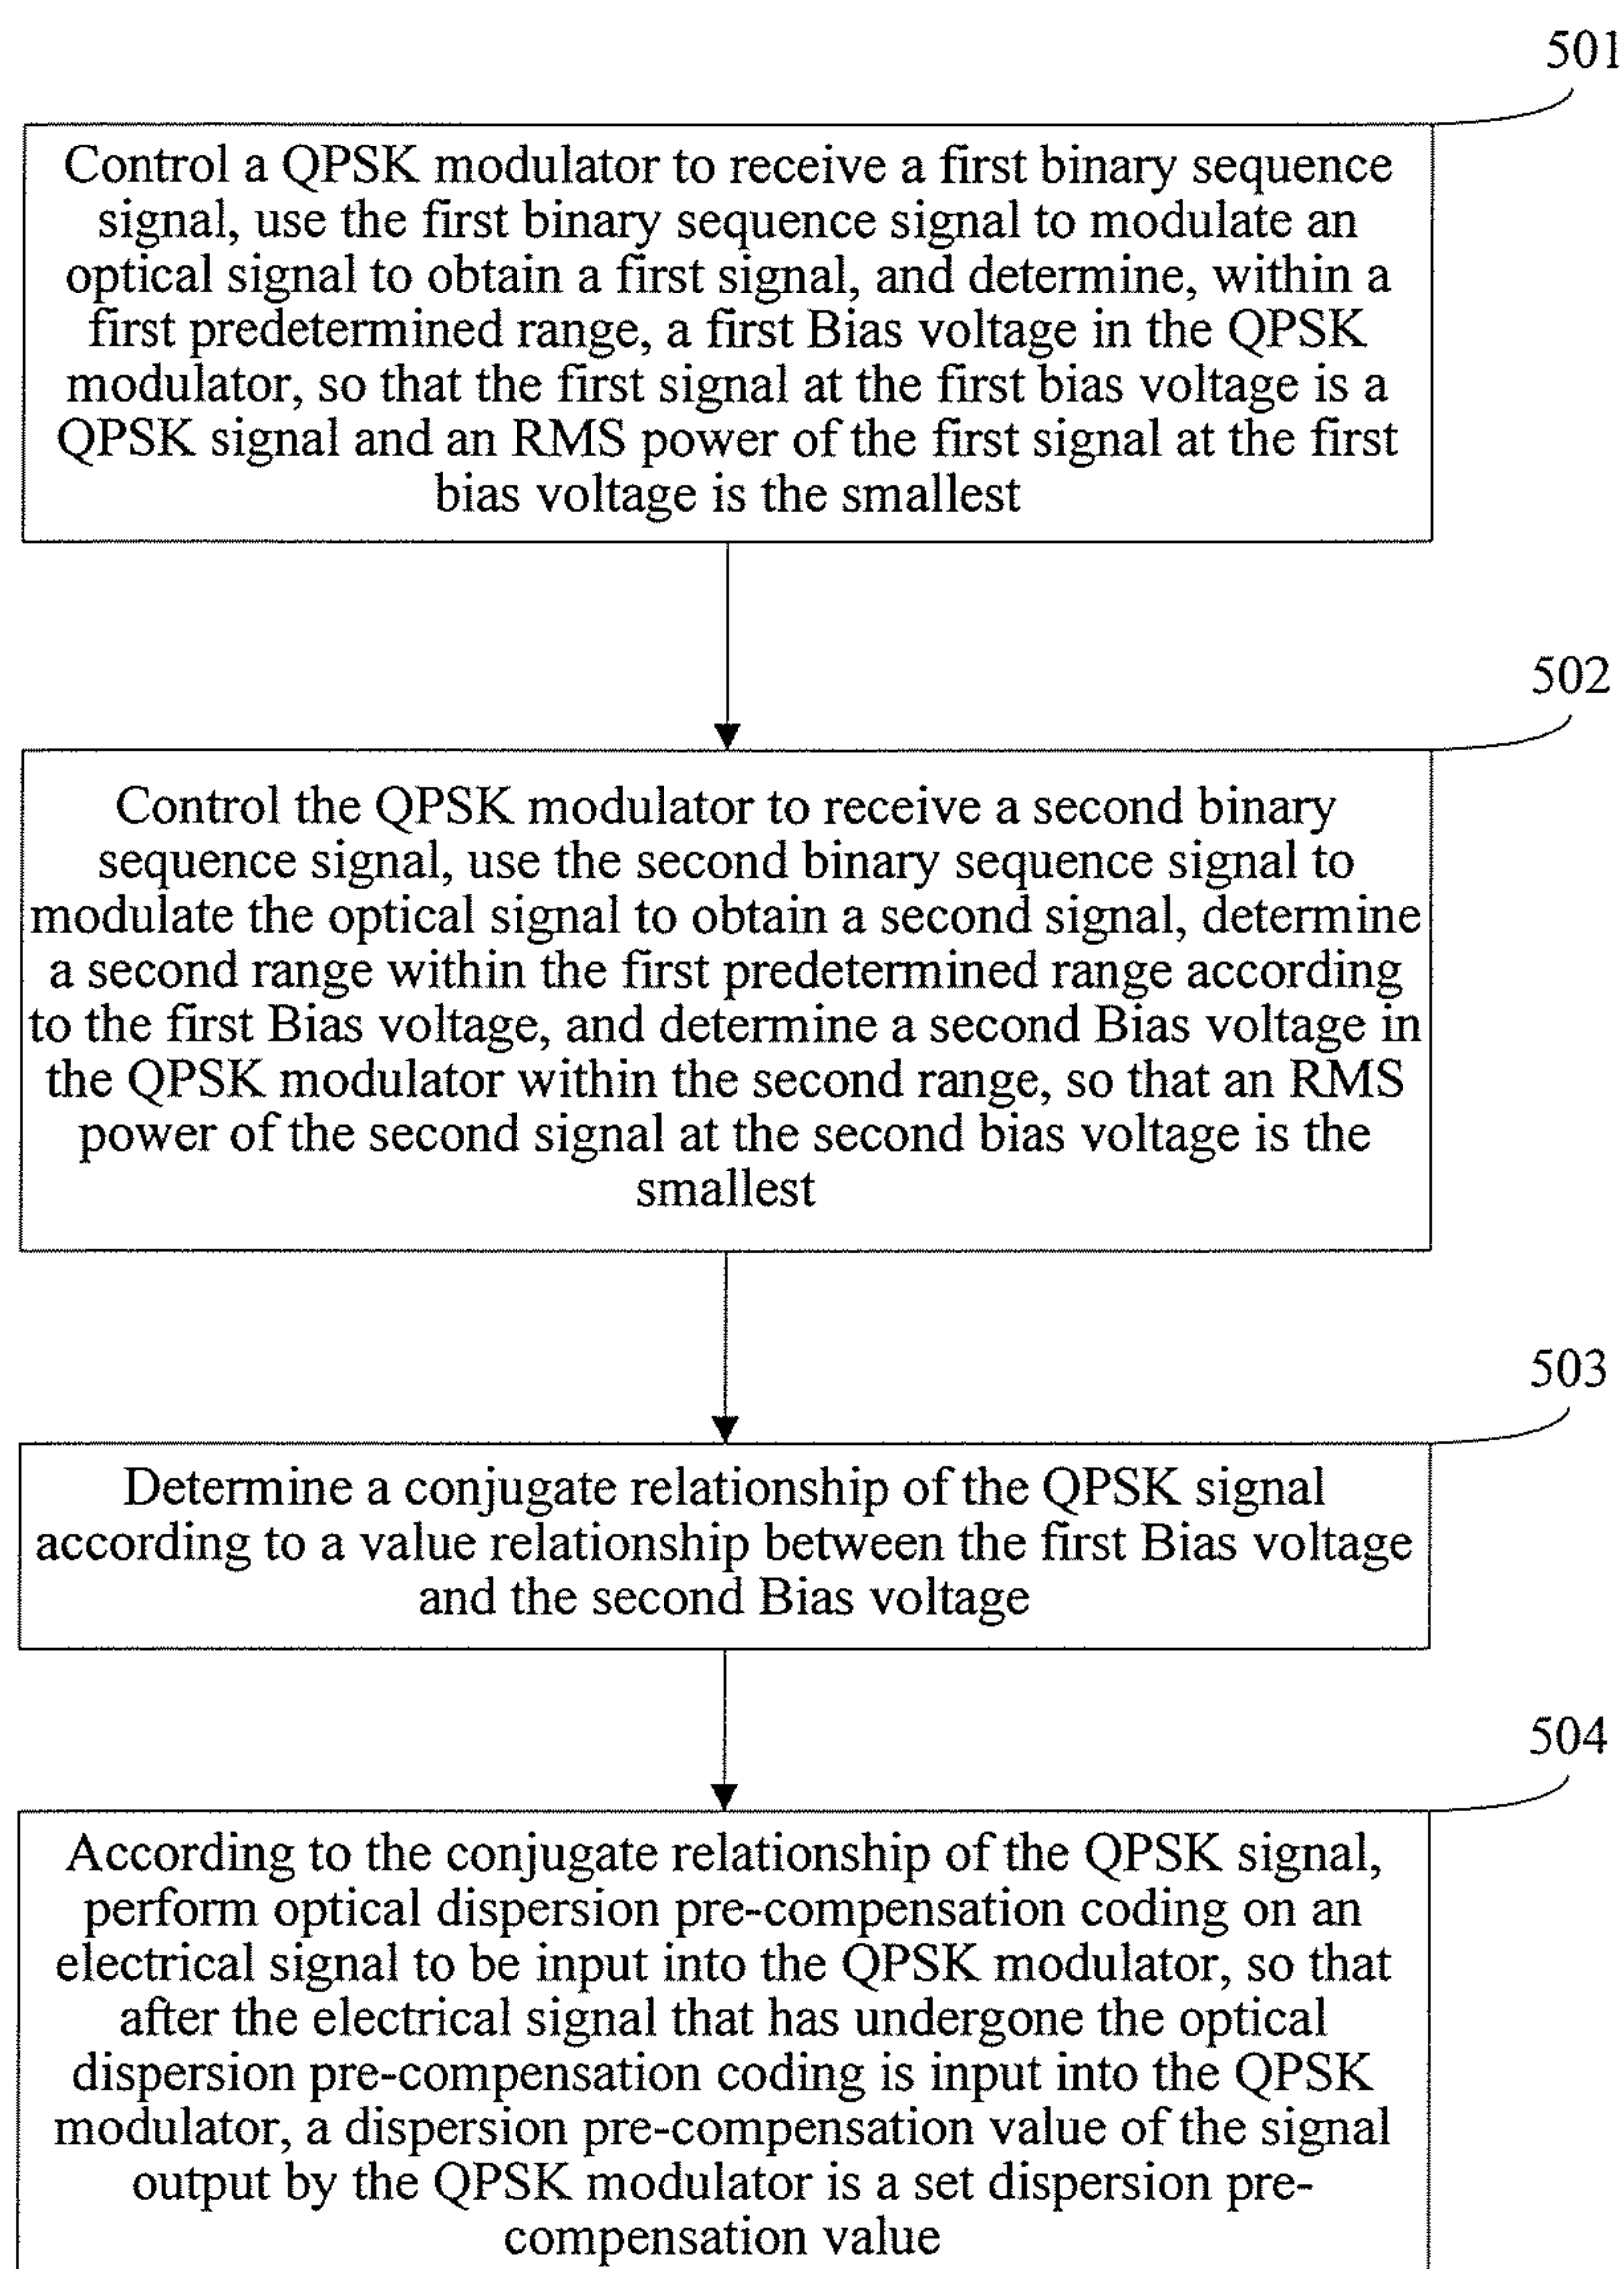 501
Control a QPSK modulator to receive a first binary sequence
signal, use the first binary sequence signal to modulate an
optical signal to obtain a first signal, and determine, within a
first predetermined range, a first Bias voltage in the QPSK
modulator, so that the first signal at the first bias voltage is a
QPSK signal and an RMS power of the first signal at the first
bias voltage is the smallest
502
Control the QPSK modulator to receive a second binary
sequence signal, use the second binary sequence signal to
modulate the optical signal to obtain a second signal, determine
a second range within the first predetermined range according
to the first Bias voltage, and determine a second Bias voltage in
the QPSK modulator within the second range, so that an RMS
power of the second signal at the second bias voltage is the
smallest
503
Determine a conjugate relationship of the QPSK signal
according to a value relationship between the first Bias voltage
and the second Bias voltage
504
According to the conjugate relationship of the QPSK signal,
perform optical dispersion pre-compensation coding on an
electrical signal to be input into the QPSK modulator, so that
after the electrical signal that has undergone the optical
dispersion pre-compensation coding is input into the QPSK
modulator, a dispersion pre-compensation value of the signal
output by the QPSK modulator is a set dispersion pre-
compensation value